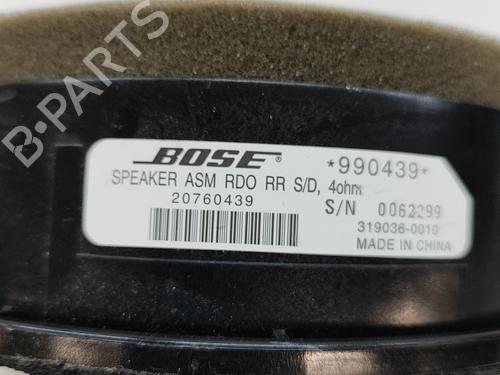 B-PARTS
BOSE® *990439*
SPEAKER ASM RDO RR S/D, 4ohm
20760439 S/N 0062299
319036-0010
MADE IN CHINA